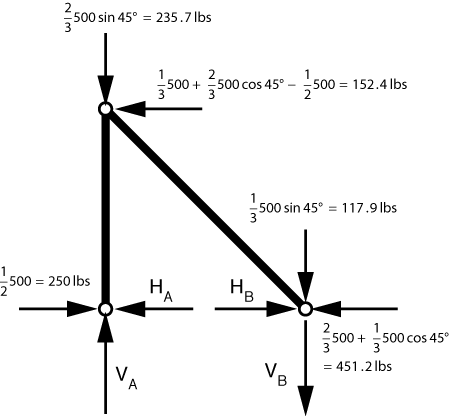 2/3 500 sin 45° = 235.7 lbs
1/3 500 + 2/3 500 cos 45° − 1/2 500 = 152.4 lbs
1/3 500 sin 45° = 117.9 lbs
1/2 500 = 250 lbs
H_A
H_B
2/3 500 + 1/3 500 cos 45°
= 451.2 lbs
V_A
V_B